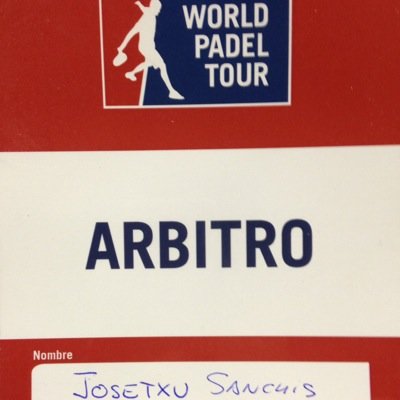 WORLD
PADEL
TOUR
ARBITRO
Nombre
JOSETXU SANCHIS